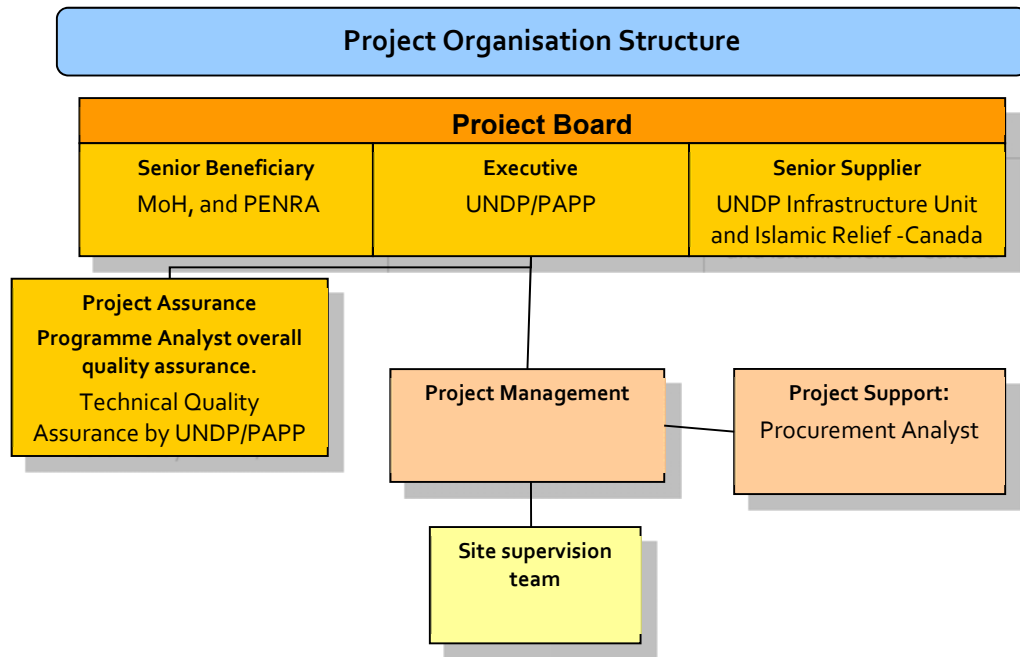 Project Organisation Structure
Project Board
Senior Beneficiary
MoH, and PENRA
Executive
UNDP/PAPP
Senior Supplier
UNDP Infrastructure Unit
and Islamic Relief -Canada
Project Assurance
Programme Analyst overall
quality assurance.
Technical Quality
Assurance by UNDP/PAPP
Project Management
Project Support:
Procurement Analyst
Site supervision
team